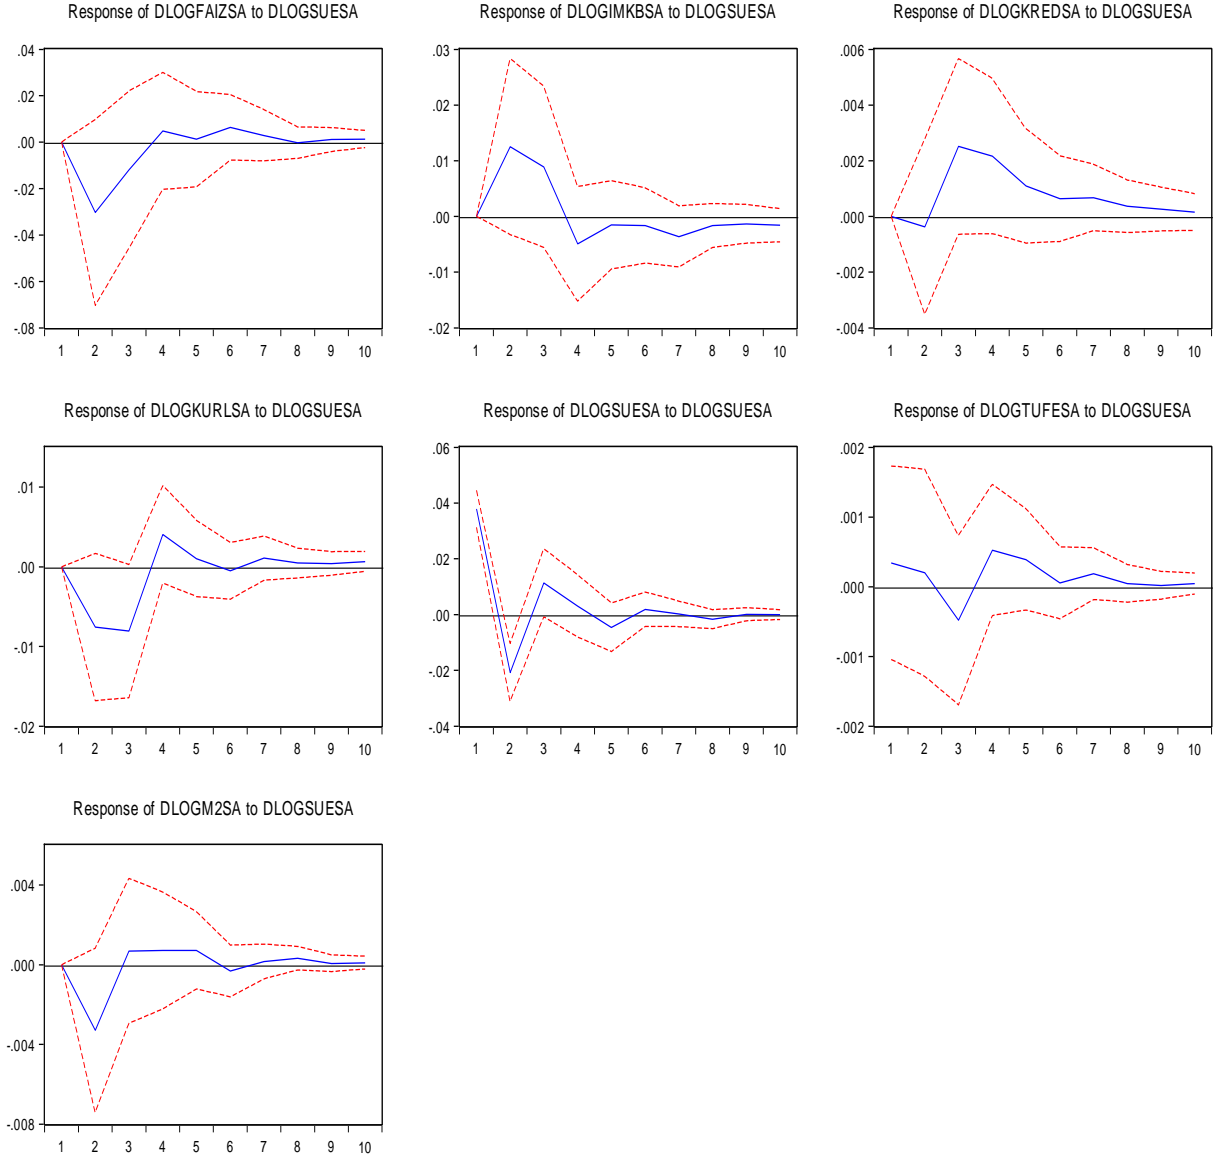 Response of DLOGFAIZSA to DLOGSUESA
.04
.02
.00
-.02
-.04
-.06
-.08
1 2 3 4 5 6 7 8 9 10
Response of DLOGIMKBSA to DLOGSUESA
.03
.02
.01
.00
-.01
-.02
1 2 3 4 5 6 7 8 9 10
Response of DLOGKREDSA to DLOGSUESA
.006
.004
.002
.000
-.002
-.004
1 2 3 4 5 6 7 8 9 10
Response of DLOGKURLSA to DLOGSUESA
.01
.00
-.01
-.02
1 2 3 4 5 6 7 8 9 10
Response of DLOGSUESA to DLOGSUESA
.06
.04
.02
.00
-.02
-.04
1 2 3 4 5 6 7 8 9 10
Response of DLOGTUFESA to DLOGSUESA
.002
.001
.000
-.001
-.002
1 2 3 4 5 6 7 8 9 10
Response of DLOGM2SA to DLOGSUESA
.004
.000
-.004
-.008
1 2 3 4 5 6 7 8 9 10